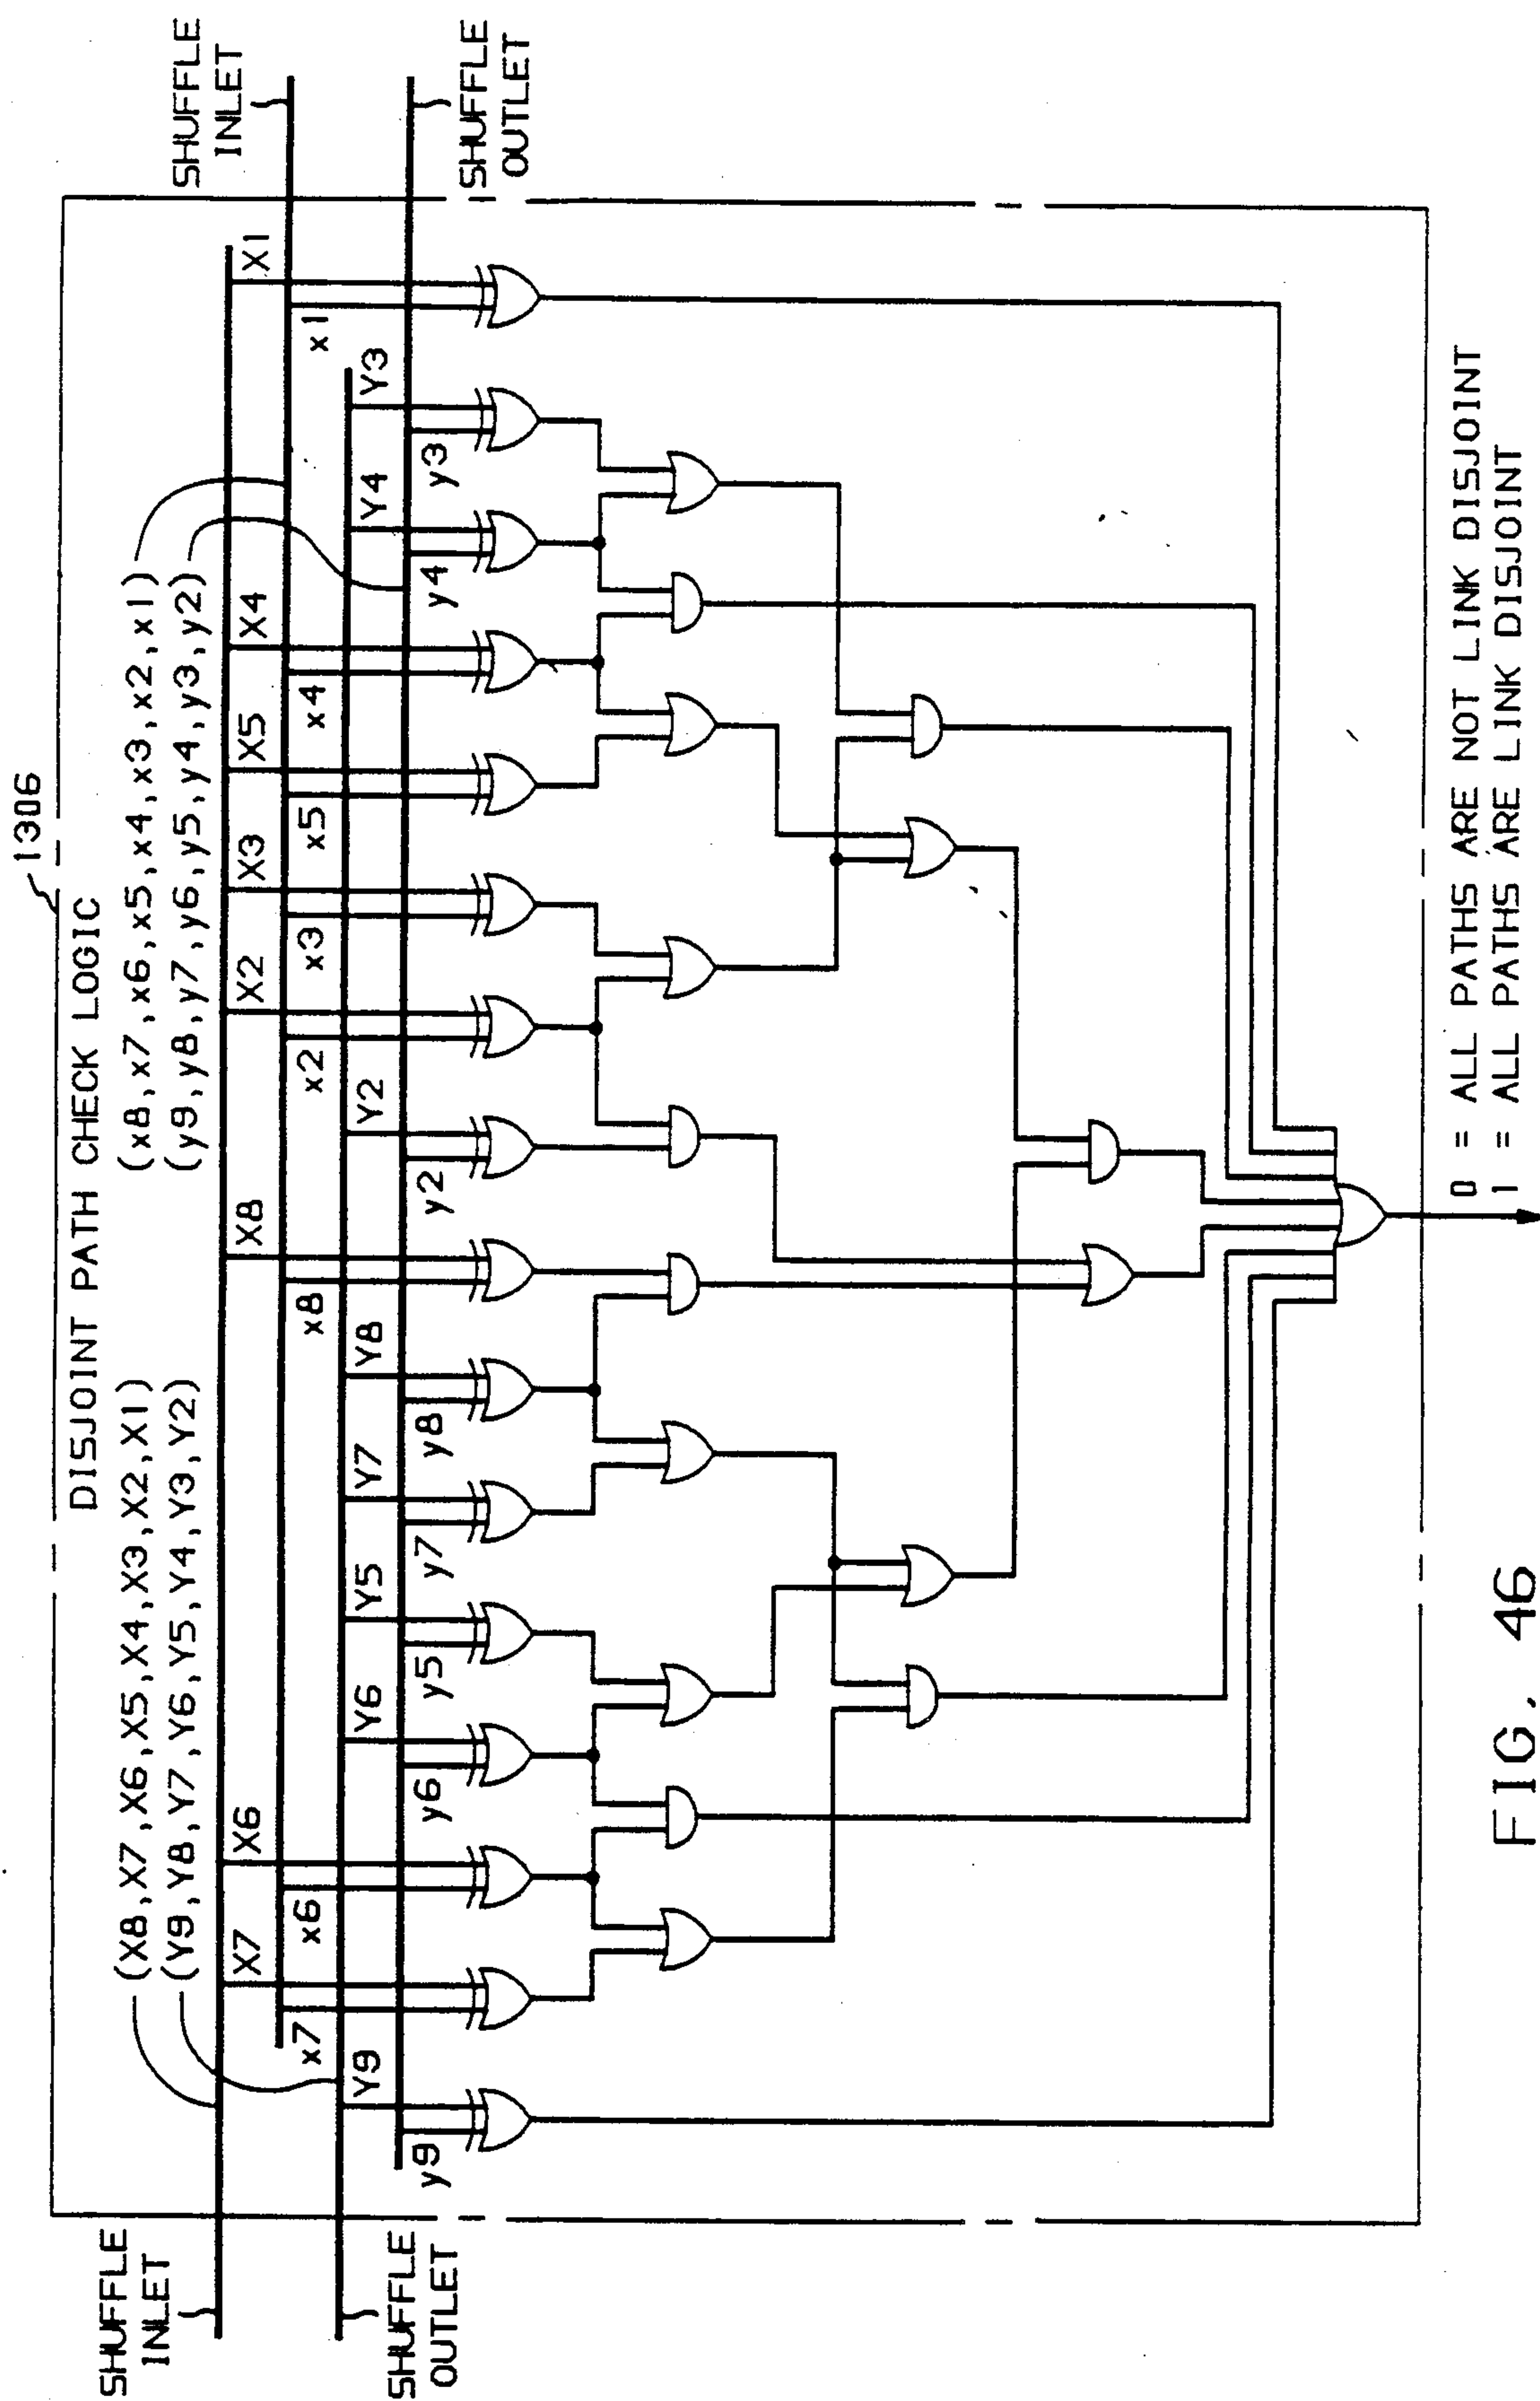 1306
DISJOINT PATH CHECK LOGIC
(X8,X7,X6,X5,X4,X3,X2,X1)
(Y9,Y8,Y7,Y6,Y5,Y4,Y3,Y2)
(x8,x7,x6,x5,x4,x3,x2,x1)
(y9,y8,y7,y6,y5,y4,y3,y2)
SHUFFLE
INLET
SHUFFLE
OUTLET
SHUFFLE
INLET
SHUFFLE
OUTLET
X7
X6
X8
X2
X3
X5
X4
X1
x7
x6
x8
x2
x3
x5
x4
x1
Y9
Y6
Y5
Y7
Y8
Y2
Y4
Y3
y9
y6
y5
y7
y8
y2
y4
y3
0 = ALL PATHS ARE NOT LINK DISJOINT
1 = ALL PATHS ARE LINK DISJOINT
FIG. 46